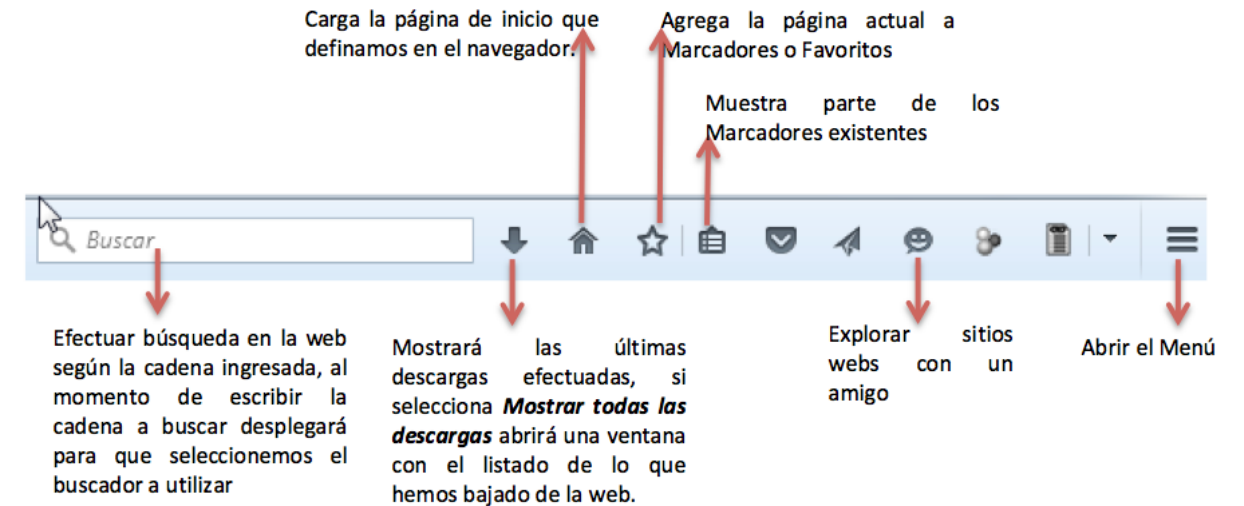 Carga la página de inicio que
definamos en el navegador.
Agrega la página actual a
Marcadores o Favoritos
Muestra parte de los
Marcadores existentes
Buscar
Efectuar búsqueda en la web
según la cadena ingresada, al
momento de escribir la
cadena a buscar desplegará
para que seleccionemos el
buscador a utilizar
Mostrará las últimas
descargas efectuadas, si
selecciona Mostrar todas las
descargas abrirá una ventana
con el listado de lo que
hemos bajado de la web.
Explorar sitios
webs con un
amigo
Abrir el Menú